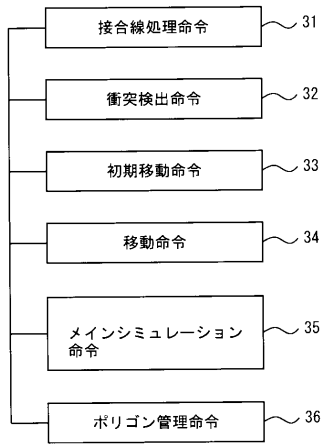 接合線処理命令 31
衝突検出命令 32
初期移動命令 33
移動命令 34
メインシミュレーション
命令 35
ポリゴン管理命令 36